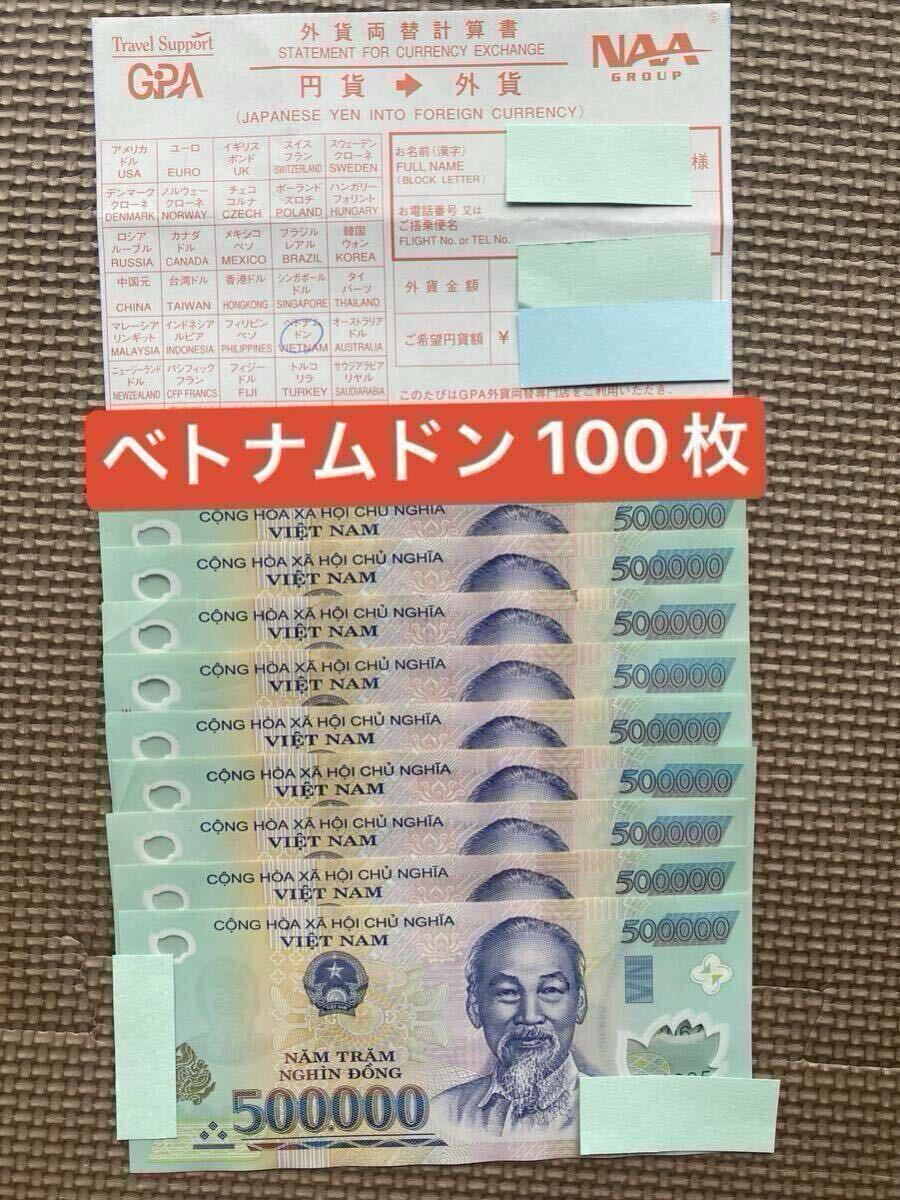 ⑤
Travel Support
GPA
外貨両替計算書
STATEMENT FOR CURRENCY EXCHANGE
円貨 ➡ 外貨
(JAPANESE YEN INTO FOREIGN CURRENCY)
NAA
GROUP
アメリカ ドル USA
ユーロ EURO
イギリス ポンド UK
スイス フラン SWITZERLAND
スウェーデン クローネ SWEDEN
デンマーク クローネ DENMARK
ノルウェー クローネ NORWAY
チェコ コルナ CZECH
ポーランド ズロチ POLAND
ハンガリー フォリント HUNGARY
ロシア ルーブル RUSSIA
カナダ ドル CANADA
メキシコ ペソ MEXICO
ブラジル レアル BRAZIL
韓国 ウォン KOREA
中国元 CHINA
台湾ドル TAIWAN
香港ドル HONGKONG
シンガポール ドル SINGAPORE
タイ バーツ THAILAND
マレーシア リンギット MALAYSIA
インドネシア ルピア INDONESIA
フィリピン ペソ PHILIPPINES
ベトナム ドン VIETNAM
オーストラリア ドル AUSTRALIA
ニュージーランド ドル NEWZEALAND
パシフィック フラン CFP FRANCS
フィジー ドル FIJI
トルコ リラ TURKEY
サウジアラビア リヤル SAUDIARABIA
お名前(漢字)
FULL NAME
(BLOCK LETTER)
様
お電話番号 又は
ご搭乗便名
FLIGHT No. or TEL No.
外貨金額
ご希望円貨額 ¥
このたびはGPA外貨両替専門店をご利用いただき、
ベトナムドン100枚
CỘNG HÒA XÃ HỘI CHỦ NGHĨA
VIỆT NAM
500000
CỘNG HÒA XÃ HỘI CHỦ NGHĨA
VIỆT NAM
500000
CỘNG HÒA XÃ HỘI CHỦ NGHĨA
VIỆT NAM
500000
CỘNG HÒA XÃ HỘI CHỦ NGHĨA
VIỆT NAM
500000
CỘNG HÒA XÃ HỘI CHỦ NGHĨA
VIỆT NAM
500000
CỘNG HÒA XÃ HỘI CHỦ NGHĨA
VIỆT NAM
500000
CỘNG HÒA XÃ HỘI CHỦ NGHĨA
VIỆT NAM
500000
CỘNG HÒA XÃ HỘI CHỦ NGHĨA
VIỆT NAM
500000
CỘNG HÒA XÃ HỘI CHỦ NGHĨA
VIỆT NAM
500000
VIỆT NAM
NĂM TRĂM
NGHÌN ĐỒNG
500.000